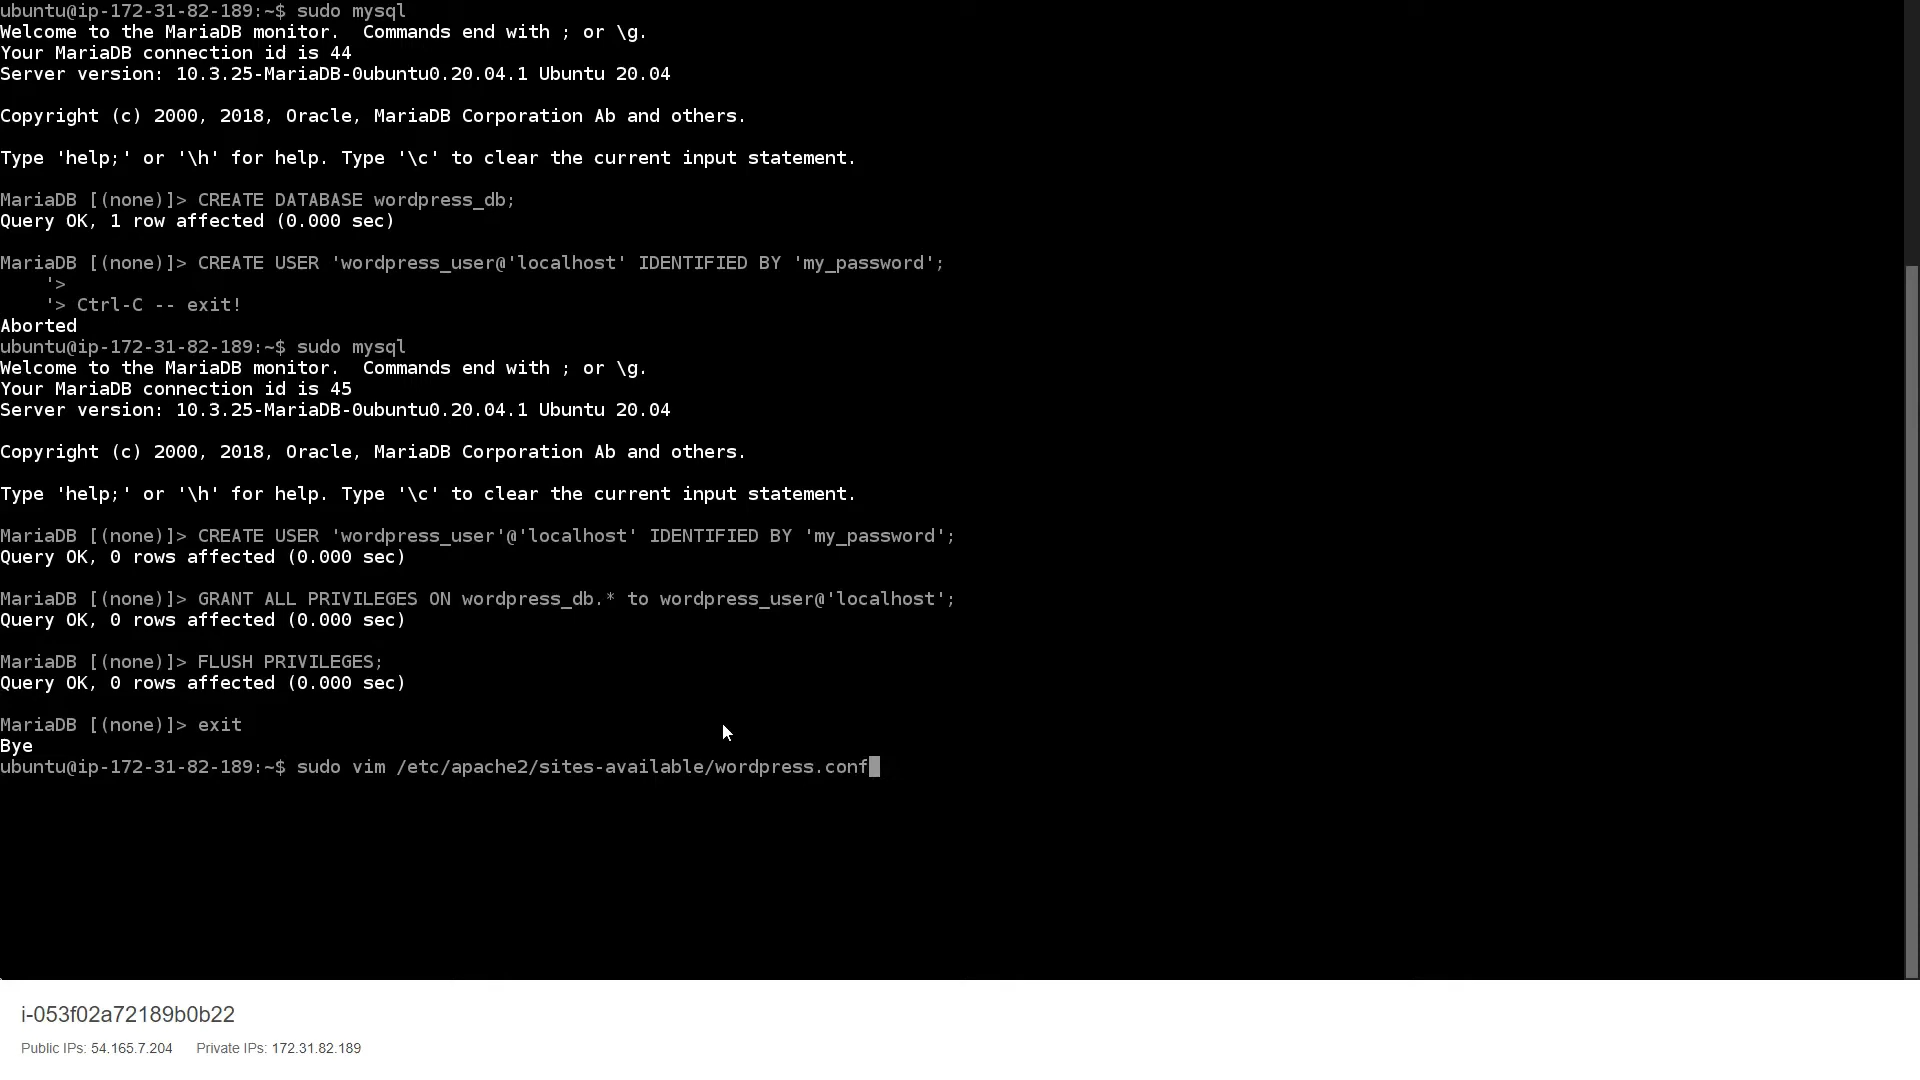 ubuntu@ip-172-31-82-189:~$ sudo mysql
Welcome to the MariaDB monitor.  Commands end with ; or \g.
Your MariaDB connection id is 44
Server version: 10.3.25-MariaDB-0ubuntu0.20.04.1 Ubuntu 20.04
Copyright (c) 2000, 2018, Oracle, MariaDB Corporation Ab and others.
Type 'help;' or '\h' for help. Type '\c' to clear the current input statement.
MariaDB [(none)]> CREATE DATABASE wordpress_db;
Query OK, 1 row affected (0.000 sec)
MariaDB [(none)]> CREATE USER 'wordpress_user@'localhost' IDENTIFIED BY 'my_password';
'>
'> Ctrl-C -- exit!
Aborted
ubuntu@ip-172-31-82-189:~$ sudo mysql
Welcome to the MariaDB monitor.  Commands end with ; or \g.
Your MariaDB connection id is 45
Server version: 10.3.25-MariaDB-0ubuntu0.20.04.1 Ubuntu 20.04
Copyright (c) 2000, 2018, Oracle, MariaDB Corporation Ab and others.
Type 'help;' or '\h' for help. Type '\c' to clear the current input statement.
MariaDB [(none)]> CREATE USER 'wordpress_user'@'localhost' IDENTIFIED BY 'my_password';
Query OK, 0 rows affected (0.000 sec)
MariaDB [(none)]> GRANT ALL PRIVILEGES ON wordpress_db.* to wordpress_user@'localhost';
Query OK, 0 rows affected (0.000 sec)
MariaDB [(none)]> FLUSH PRIVILEGES;
Query OK, 0 rows affected (0.000 sec)
MariaDB [(none)]> exit
Bye
ubuntu@ip-172-31-82-189:~$ sudo vim /etc/apache2/sites-available/wordpress.conf
i-053f02a72189b0b22
Public IPs: 54.165.7.204 Private IPs: 172.31.82.189